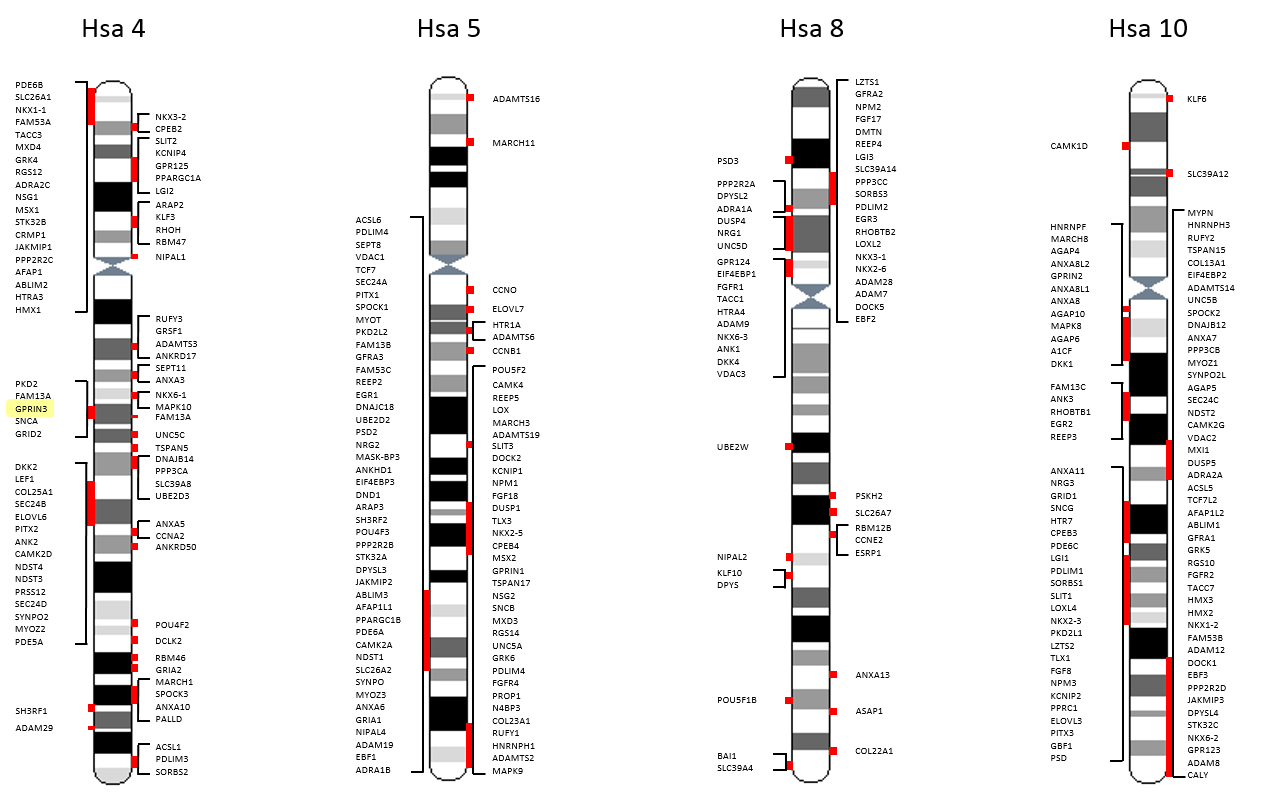 Hsa 4
PDE6B
SLC26A1
NKX1-1
FAM53A
TACC3
MXD4
GRK4
RGS12
ADRA2C
NSG1
MSX1
STK32B
CRMP1
JAKMIP1
PPP2R2C
AFAP1
ABLIM2
HTRA3
HMX1
PKD2
FAM13A
GPRIN3
SNCA
GRID2
DKK2
LEF1
COL25A1
SEC24B
ELOVL6
PITX2
ANK2
CAMK2D
NDST4
NDST3
PRSS12
SEC24D
SYNPO2
MYOZ2
PDE5A
SH3RF1
ADAM29
NKX3-2
CPEB2
SLIT2
KCNIP4
GPR125
PPARGC1A
LGI2
ARAP2
KLF3
RHOH
RBM47
NIPAL1
RUFY3
GRSF1
ADAMTS3
ANKRD17
SEPT11
ANXA3
NKX6-1
MAPK10
FAM13A
UNC5C
TSPAN5
DNAJB14
PPP3CA
SLC39A8
UBE2D3
ANXA5
CCNA2
ANKRD50
POU4F2
DCLK2
RBM46
GRIA2
MARCH1
SPOCK3
ANXA10
PALLD
ACSL1
PDLIM3
SORBS2
Hsa 5
ACSL6
PDLIM4
SEPT8
VDAC1
TCF7
SEC24A
PITX1
SPOCK1
MYOT
PKD2L2
FAM13B
GFRA3
FAM53C
REEP2
EGR1
DNAJC18
UBE2D2
PSD2
NRG2
MASK-BP3
ANKHD1
EIF4EBP3
DND1
ARAP3
SH3RF2
POU4F3
PPP2R2B
STK32A
DPYSL3
JAKMIP2
ABLIM3
AFAP1L1
PPARGC1B
PDE6A
CAMK2A
NDST1
SLC26A2
SYNPO
MYOZ3
ANXA6
GRIA1
NIPAL4
ADAM19
EBF1
ADRA1B
ADAMTS16
MARCH11
CCNO
ELOVL7
HTR1A
ADAMTS6
CCNB1
POU5F2
CAMK4
REEP5
LOX
MARCH3
ADAMTS19
SLIT3
DOCK2
KCNIP1
NPM1
FGF18
DUSP1
TLX3
NKX2-5
CPEB4
MSX2
GPRIN1
TSPAN17
NSG2
SNCB
MXD3
RGS14
UNC5A
GRK6
PDLIM4
FGFR4
PROP1
N4BP3
COL23A1
RUFY1
HNRNPH1
ADAMTS2
MAPK9
Hsa 8
PSD3
PPP2R2A
DPYSL2
ADRA1A
DUSP4
NRG1
UNC5D
GPR124
EIF4EBP1
FGFR1
TACC1
HTRA4
ADAM9
NKX6-3
ANK1
DKK4
VDAC3
UBE2W
NIPAL2
KLF10
DPYS
POU5F1B
BAI1
SLC39A4
LZTS1
GFRA2
NPM2
FGF17
DMTN
REEP4
LGI3
SLC39A14
PPP3CC
SORBS3
PDLIM2
EGR3
RHOBTB2
LOXL2
NKX3-1
NKX2-6
ADAM28
ADAM7
DOCK5
EBF2
PSKH2
SLC26A7
RBM12B
CCNE2
ESRP1
ANXA13
ASAP1
COL22A1
Hsa 10
CAMK1D
HNRNPF
MARCH8
AGAP4
ANXA8L2
GPRIN2
ANXA8L1
ANXA8
AGAP10
MAPK8
AGAP6
A1CF
DKK1
FAM13C
ANK3
RHOBTB1
EGR2
REEP3
ANXA11
NRG3
GRID1
SNCG
HTR7
CPEB3
PDE6C
LGI1
PDLIM1
SORBS1
SLIT1
LOXL4
NKX2-3
PKD2L1
LZTS2
TLX1
FGF8
NPM3
KCNIP2
PPRC1
ELOVL3
PITX3
GBF1
PSD
KLF6
SLC39A12
MYPN
HNRNPH3
RUFY2
TSPAN15
COL13A1
EIF4EBP2
ADAMTS14
UNC5B
SPOCK2
DNAJB12
ANXA7
PPP3CB
MYOZ1
SYNPO2L
AGAP5
SEC24C
NDST2
CAMK2G
VDAC2
MXI1
DUSP5
ADRA2A
ACSL5
TCF7L2
AFAP1L2
ABLIM1
GFRA1
GRK5
RGS10
FGFR2
TACC7
HMX3
HMX2
NKX1-2
FAM53B
ADAM12
DOCK1
EBF3
PPP2R2D
JAKMIP3
DPYSL4
STK32C
NKX6-2
GPR123
ADAM8
CALY